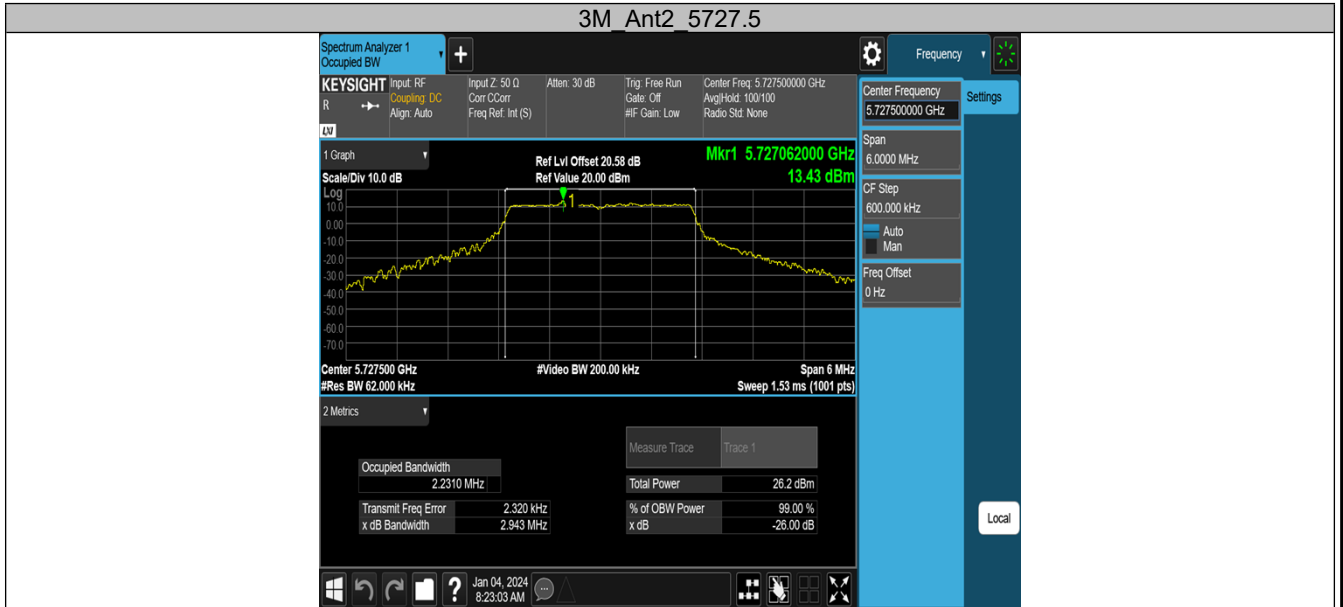 3M_Ant2_5727.5
Spectrum Analyzer 1
Occupied BW
+
Frequency
KEYSIGHT
R
LXI
Input: RF
Coupling: DC
Align: Auto
Input Z: 50 Ω
Corr CCorr
Freq Ref: Int (S)
Atten: 30 dB
Trig: Free Run
Gate: Off
#IF Gain: Low
Center Freq: 5.727500000 GHz
Avg|Hold: 100/100
Radio Std: None
Center Frequency
5.727500000 GHz
Settings
Span
6.0000 MHz
CF Step
600.000 kHz
Auto
Man
Freq Offset
0 Hz
Local
1 Graph
Scale/Div 10.0 dB
Ref Lvl Offset 20.58 dB
Ref Value 20.00 dBm
Mkr1 5.727062000 GHz
13.43 dBm
Log
10.0
0.00
-10.0
-20.0
-30.0
-40.0
-50.0
-60.0
-70.0
1
Center 5.727500 GHz
#Video BW 200.00 kHz
Span 6 MHz
#Res BW 62.000 kHz
Sweep 1.53 ms (1001 pts)
2 Metrics
Measure Trace
Trace 1
Occupied Bandwidth
2.2310 MHz
Total Power
26.2 dBm
Transmit Freq Error
2.320 kHz
% of OBW Power
99.00 %
x dB Bandwidth
2.943 MHz
x dB
-26.00 dB
?
Jan 04, 2024
8:23:03 AM